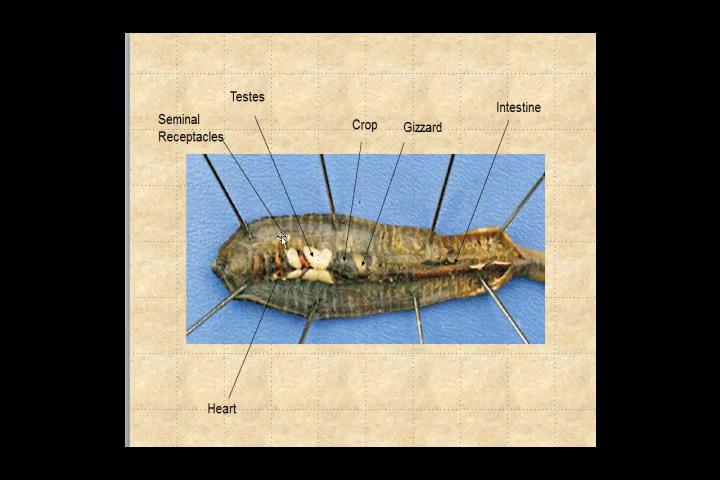 Testes
Seminal
Receptacles
Crop
Gizzard
Intestine
Heart